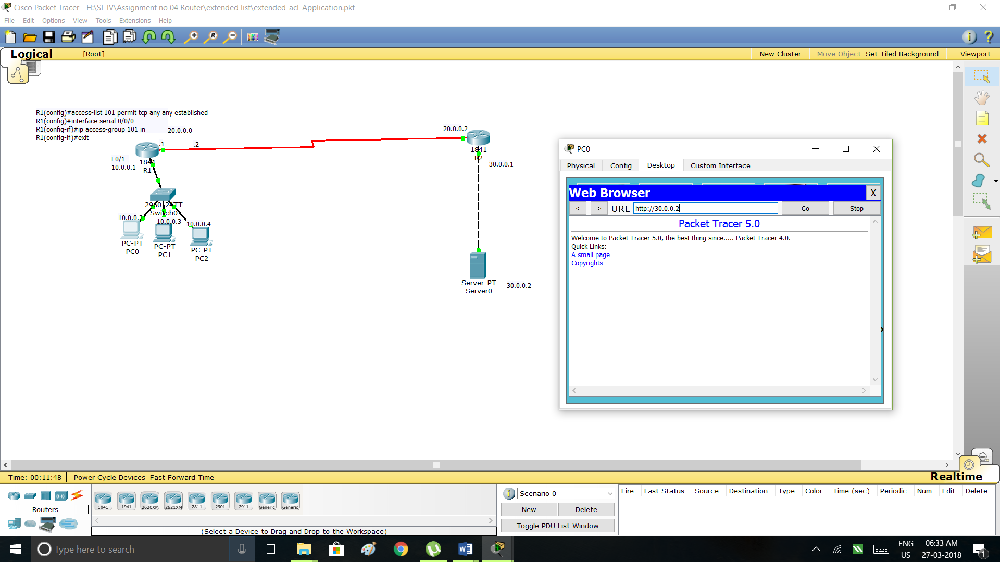 Cisco Packet Tracer - H:\SL IV\Assignment no 04 Router\extended list\extended_acl_Application.pkt
File Edit Options View Tools Extensions Help
Logical [Root] New Cluster Move Object Set Tiled Background Viewport
R1(config)#access-list 101 permit tcp any any established
R1(config)#interface serial 0/0/0
R1(config-if)#ip access-group 101 in
R1(config-if)#exit
20.0.0.0
.1
.2
20.0.0.2
F0/1
10.0.0.1
1841
R1
1841
R2
30.0.0.1
2960-24TT
Switch0
10.0.0.2
10.0.0.3
10.0.0.4
PC-PT
PC0
PC-PT
PC1
PC-PT
PC2
Server-PT
Server0
30.0.0.2
PC0
Physical Config Desktop Custom Interface
Web Browser X
< > URL http://30.0.0.2 Go Stop
Packet Tracer 5.0
Welcome to Packet Tracer 5.0, the best thing since..... Packet Tracer 4.0.
Quick Links:
A small page
Copyrights
Time: 00:11:48 Power Cycle Devices Fast Forward Time
Realtime
Routers
1841 1941 2620XM 2621XM 2811 2901 2911 Generic Generic
(Select a Device to Drag and Drop to the Workspace)
Scenario 0
New Delete
Toggle PDU List Window
Fire Last Status Source Destination Type Color Time (sec) Periodic Num Edit Delete
Type here to search
ENG
US
06:33 AM
27-03-2018
1